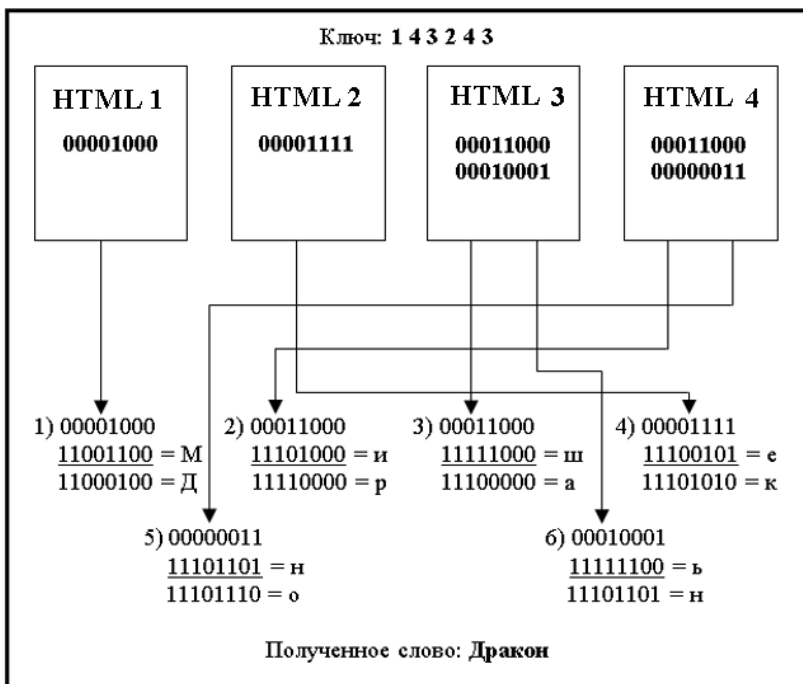 Ключ: 1 4 3 2 4 3
HTML 1 HTML 2 HTML 3 HTML 4
00001000 00001111 00011000 00011000
00010001 00000011
1) 00001000 2) 00011000 3) 00011000 4) 00001111
11001100 = М 11101000 = и 11111000 = ш 11100101 = е
11000100 = Д 11110000 = р 11100000 = а 11101010 = к
5) 00000011 6) 00010001
11101101 = н 11111100 = ь
11101110 = о 11101101 = н
Полученное слово: Дракон